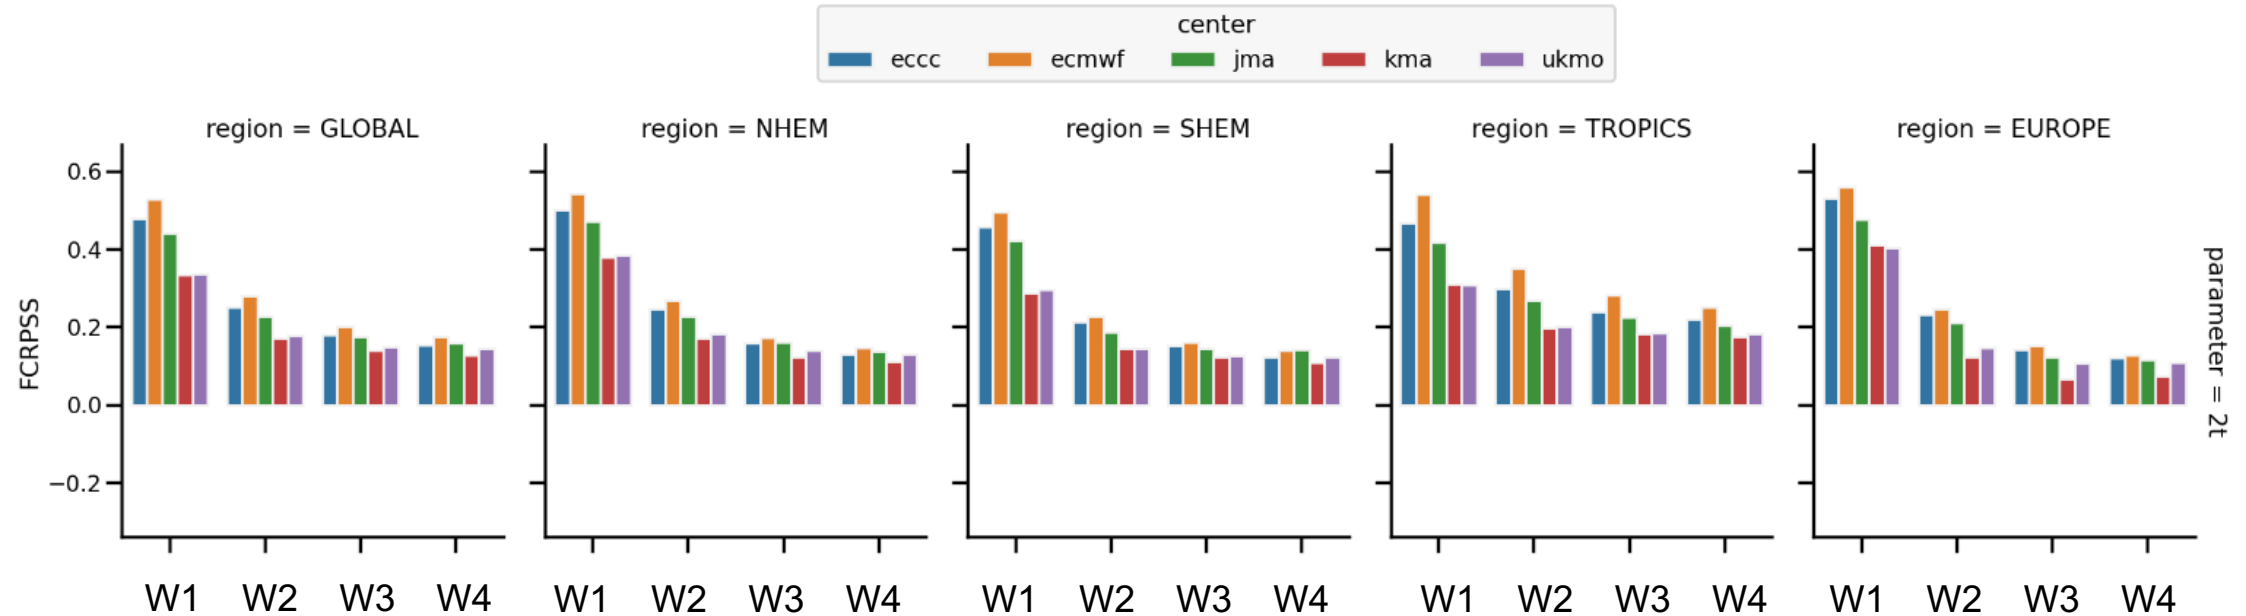 center
eccc ecmwf jma kma ukmo
region = GLOBAL region = NHEM region = SHEM region = TROPICS region = EUROPE
0.6
0.4
0.2
0.0
−0.2
FCRPSS
parameter = 2t
W1 W2 W3 W4 W1 W2 W3 W4 W1 W2 W3 W4 W1 W2 W3 W4 W1 W2 W3 W4